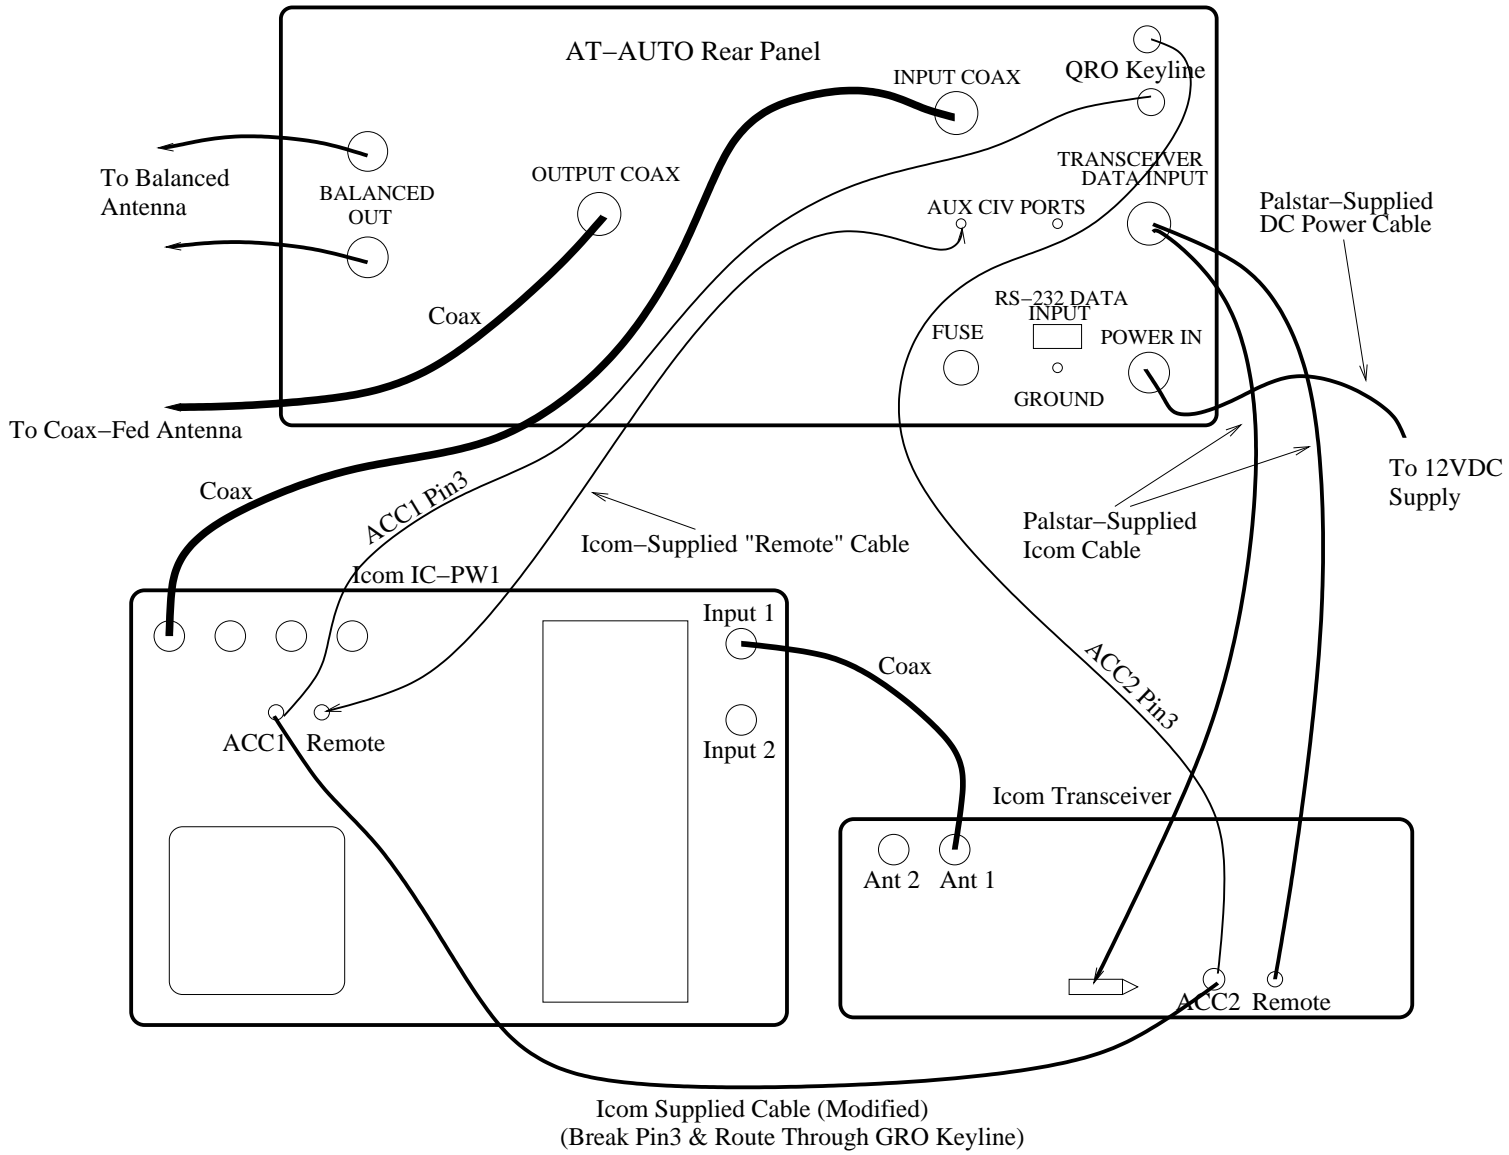 AT−AUTO Rear Panel
INPUT COAX
QRO Keyline
To Balanced
Antenna
BALANCED
OUT
OUTPUT COAX
TRANSCEIVER
DATA INPUT
AUX CIV PORTS
Palstar−Supplied
DC Power Cable
RS−232 DATA
INPUT
Coax
FUSE
POWER IN
GROUND
To Coax−Fed Antenna
To 12VDC
Supply
Coax
ACC1 Pin3
Icom−Supplied "Remote" Cable
Palstar−Supplied
Icom Cable
Icom IC−PW1
Input 1
Coax
ACC2 Pin3
ACC1
Remote
Input 2
Icom Transceiver
Ant 2
Ant 1
ACC2
Remote
Icom Supplied Cable (Modified)
(Break Pin3 & Route Through GRO Keyline)